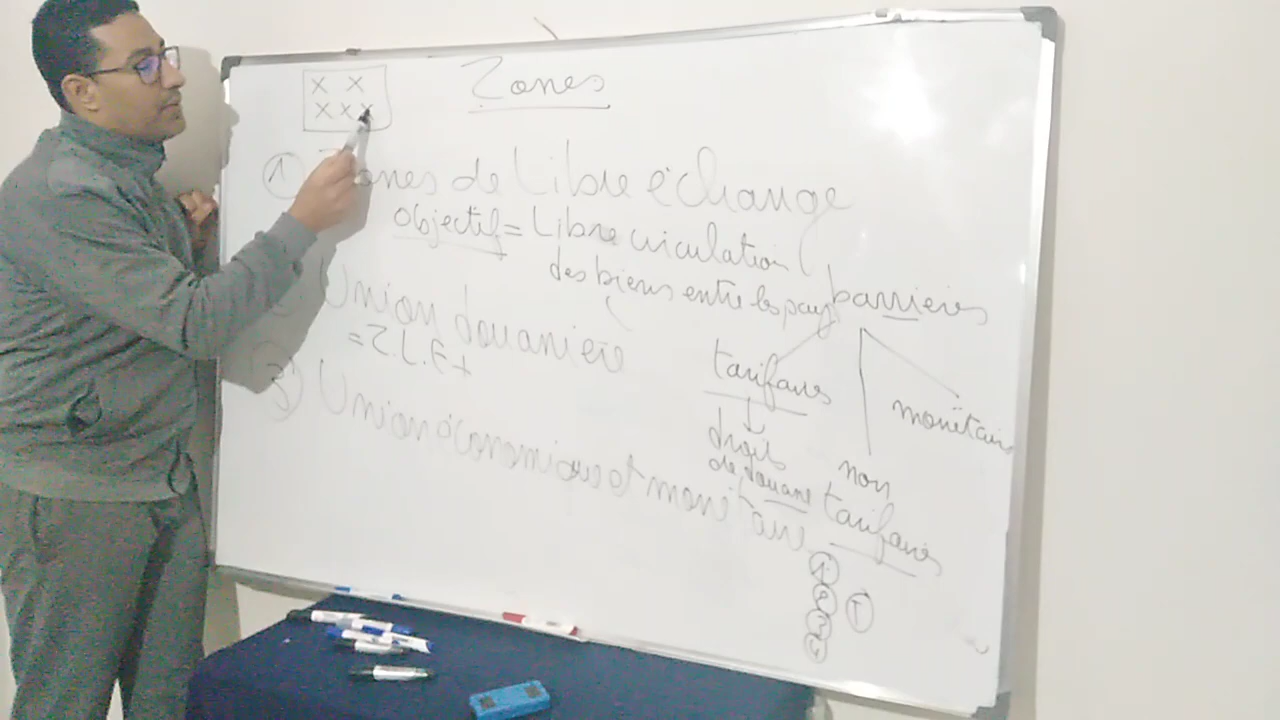 x x
x x x
Zones
① Zones de Libre échange
Objectif = Libre circulation
des biens entre les pays
barrières
tarifaires
monétaires
↓
droits
de douane
non
tarifaires
Union douanière
= Z.L.E +
③ Union économique et monétaire